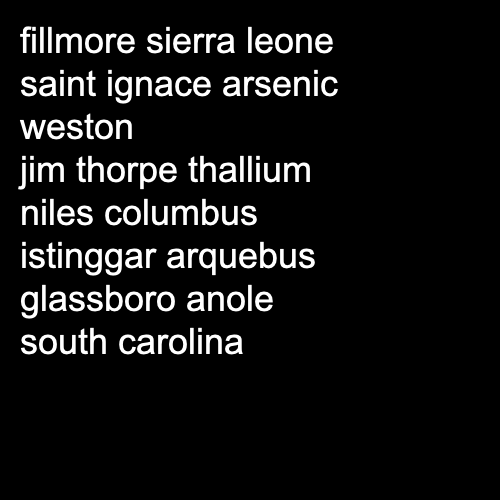 fillmore sierra leone
saint ignace arsenic
weston
jim thorpe thallium
niles columbus
istinggar arquebus
glassboro anole
south carolina